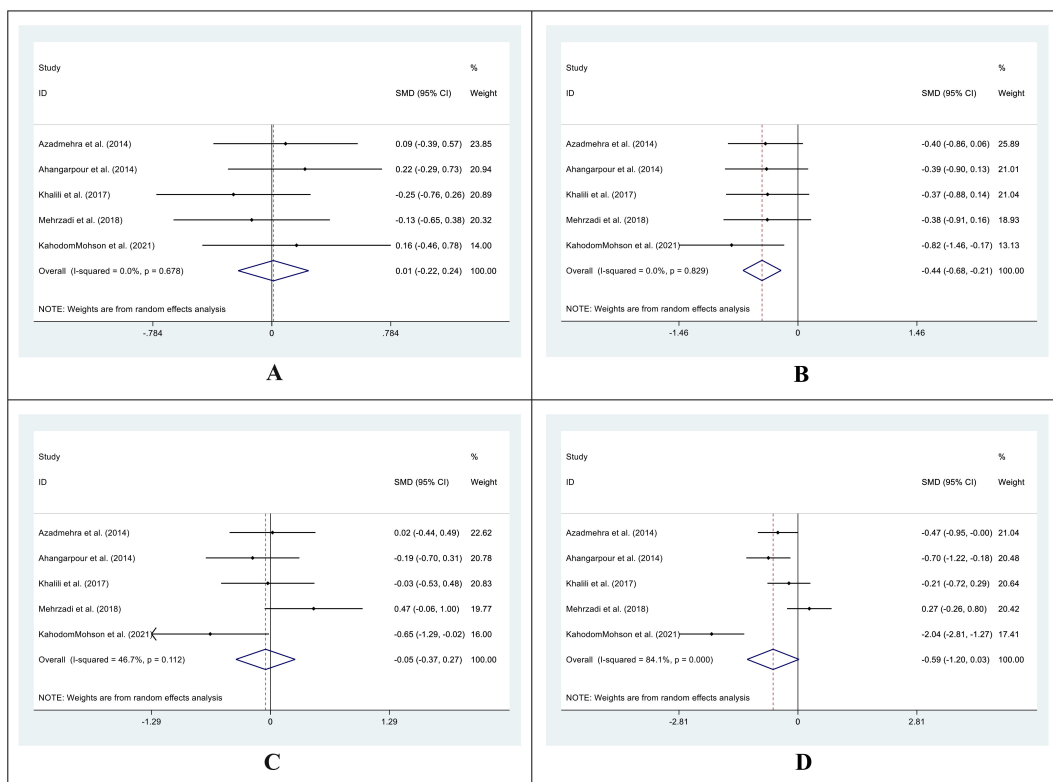 Study %
ID SMD (95% CI) Weight
Azadmehra et al. (2014) 0.09 (-0.39, 0.57) 23.85
Ahangarpour et al. (2014) 0.22 (-0.29, 0.73) 20.94
Khalili et al. (2017) -0.25 (-0.76, 0.26) 20.89
Mehrzadi et al. (2018) -0.13 (-0.65, 0.38) 20.32
KahodomMohson et al. (2021) 0.16 (-0.46, 0.78) 14.00
Overall (I-squared = 0.0%, p = 0.678) 0.01 (-0.22, 0.24) 100.00
NOTE: Weights are from random effects analysis
-.784 0 .784
A
Study %
ID SMD (95% CI) Weight
Azadmehra et al. (2014) -0.40 (-0.86, 0.06) 25.89
Ahangarpour et al. (2014) -0.39 (-0.90, 0.13) 21.01
Khalili et al. (2017) -0.37 (-0.88, 0.14) 21.04
Mehrzadi et al. (2018) -0.38 (-0.91, 0.16) 18.93
KahodomMohson et al. (2021) -0.82 (-1.46, -0.17) 13.13
Overall (I-squared = 0.0%, p = 0.829) -0.44 (-0.68, -0.21) 100.00
NOTE: Weights are from random effects analysis
-1.46 0 1.46
B
Study %
ID SMD (95% CI) Weight
Azadmehra et al. (2014) 0.02 (-0.44, 0.49) 22.62
Ahangarpour et al. (2014) -0.19 (-0.70, 0.31) 20.78
Khalili et al. (2017) -0.03 (-0.53, 0.48) 20.83
Mehrzadi et al. (2018) 0.47 (-0.06, 1.00) 19.77
KahodomMohson et al. (2021) -0.65 (-1.29, -0.02) 16.00
Overall (I-squared = 46.7%, p = 0.112) -0.05 (-0.37, 0.27) 100.00
NOTE: Weights are from random effects analysis
-1.29 0 1.29
C
Study %
ID SMD (95% CI) Weight
Azadmehra et al. (2014) -0.47 (-0.95, -0.00) 21.04
Ahangarpour et al. (2014) -0.70 (-1.22, -0.18) 20.48
Khalili et al. (2017) -0.21 (-0.72, 0.29) 20.64
Mehrzadi et al. (2018) 0.27 (-0.26, 0.80) 20.42
KahodomMohson et al. (2021) -2.04 (-2.81, -1.27) 17.41
Overall (I-squared = 84.1%, p = 0.000) -0.59 (-1.20, 0.03) 100.00
NOTE: Weights are from random effects analysis
-2.81 0 2.81
D